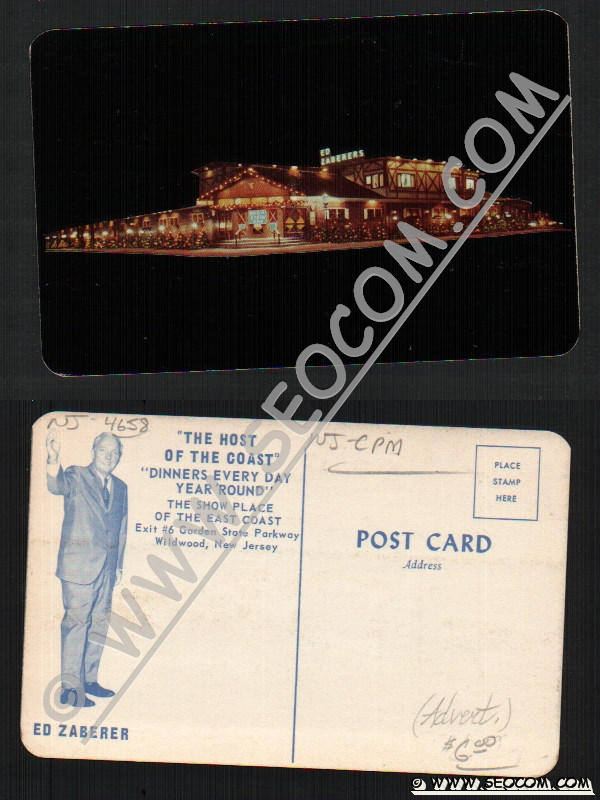 ED
ZABERERS
© WWW.SEOCOM.COM
NJ-4658
"THE HOST
OF THE COAST"
"DINNERS EVERY DAY
YEAR ROUND"
THE SHOW PLACE
OF THE EAST COAST
Exit #6 Garden State Parkway
Wildwood, New Jersey
ED ZABERER
NJ-CPM
PLACE
STAMP
HERE
POST CARD
Address
(Advert.)
$6.00
© WWW.SEOCOM.COM